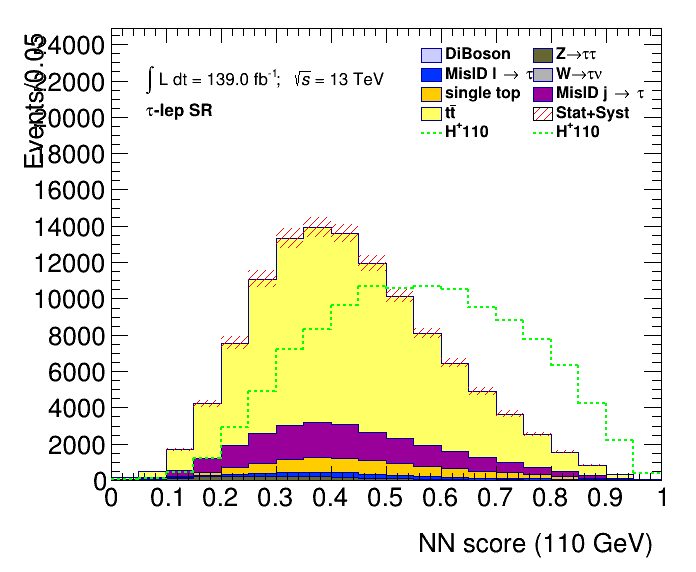 Events/0.05
24000
22000
20000
18000
16000
14000
12000
10000
8000
6000
4000
2000
0
∫ L dt = 139.0 fb⁻¹; √s = 13 TeV
τ-lep SR
DiBoson Z→ττ
MisID l → τ W→τν
single top MisID j → τ
tt̄ Stat+Syst
H⁺110 H⁺110
0 0.1 0.2 0.3 0.4 0.5 0.6 0.7 0.8 0.9 1
NN score (110 GeV)